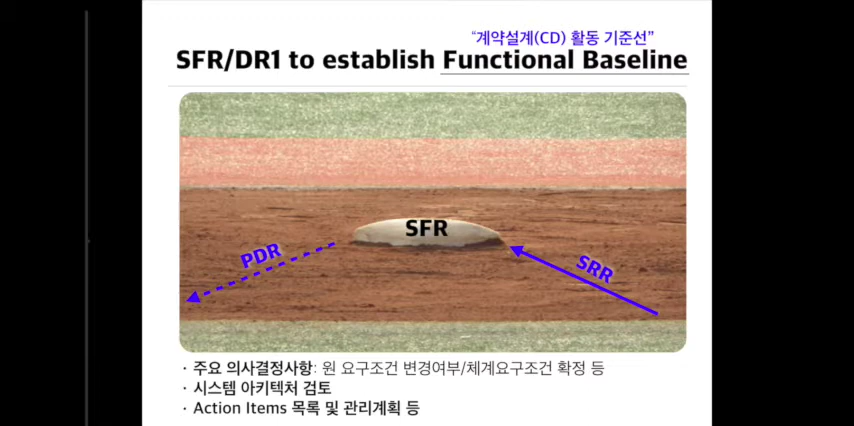 “계약설계(CD) 활동 기준선”
SFR/DR1 to establish Functional Baseline
SFR
PDR
SRR
· 주요 의사결정사항: 원 요구조건 변경여부/체계요구조건 확정 등
· 시스템 아키텍처 검토
· Action Items 목록 및 관리계획 등